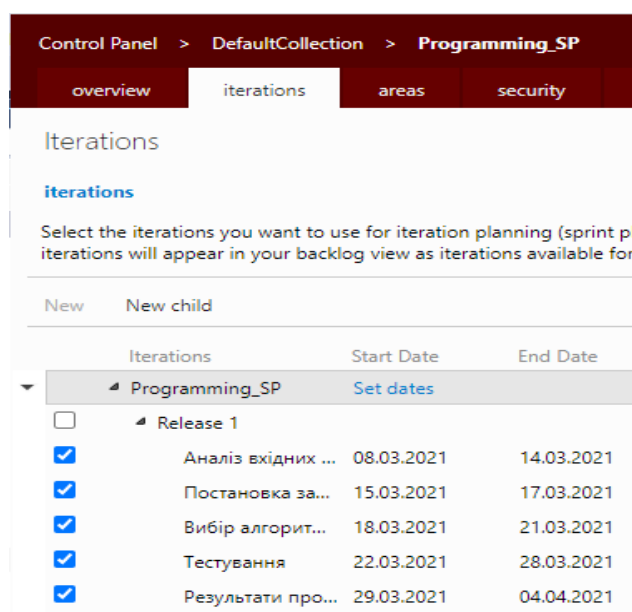 Control Panel > DefaultCollection > Programming_SP
overview iterations areas security
Iterations
iterations
Select the iterations you want to use for iteration planning (sprint p
iterations will appear in your backlog view as iterations available for
New New child
Iterations Start Date End Date
Programming_SP Set dates
Release 1
Аналіз вхідних ... 08.03.2021 14.03.2021
Постановка за... 15.03.2021 17.03.2021
Вибір алгорит... 18.03.2021 21.03.2021
Тестування 22.03.2021 28.03.2021
Результати про... 29.03.2021 04.04.2021